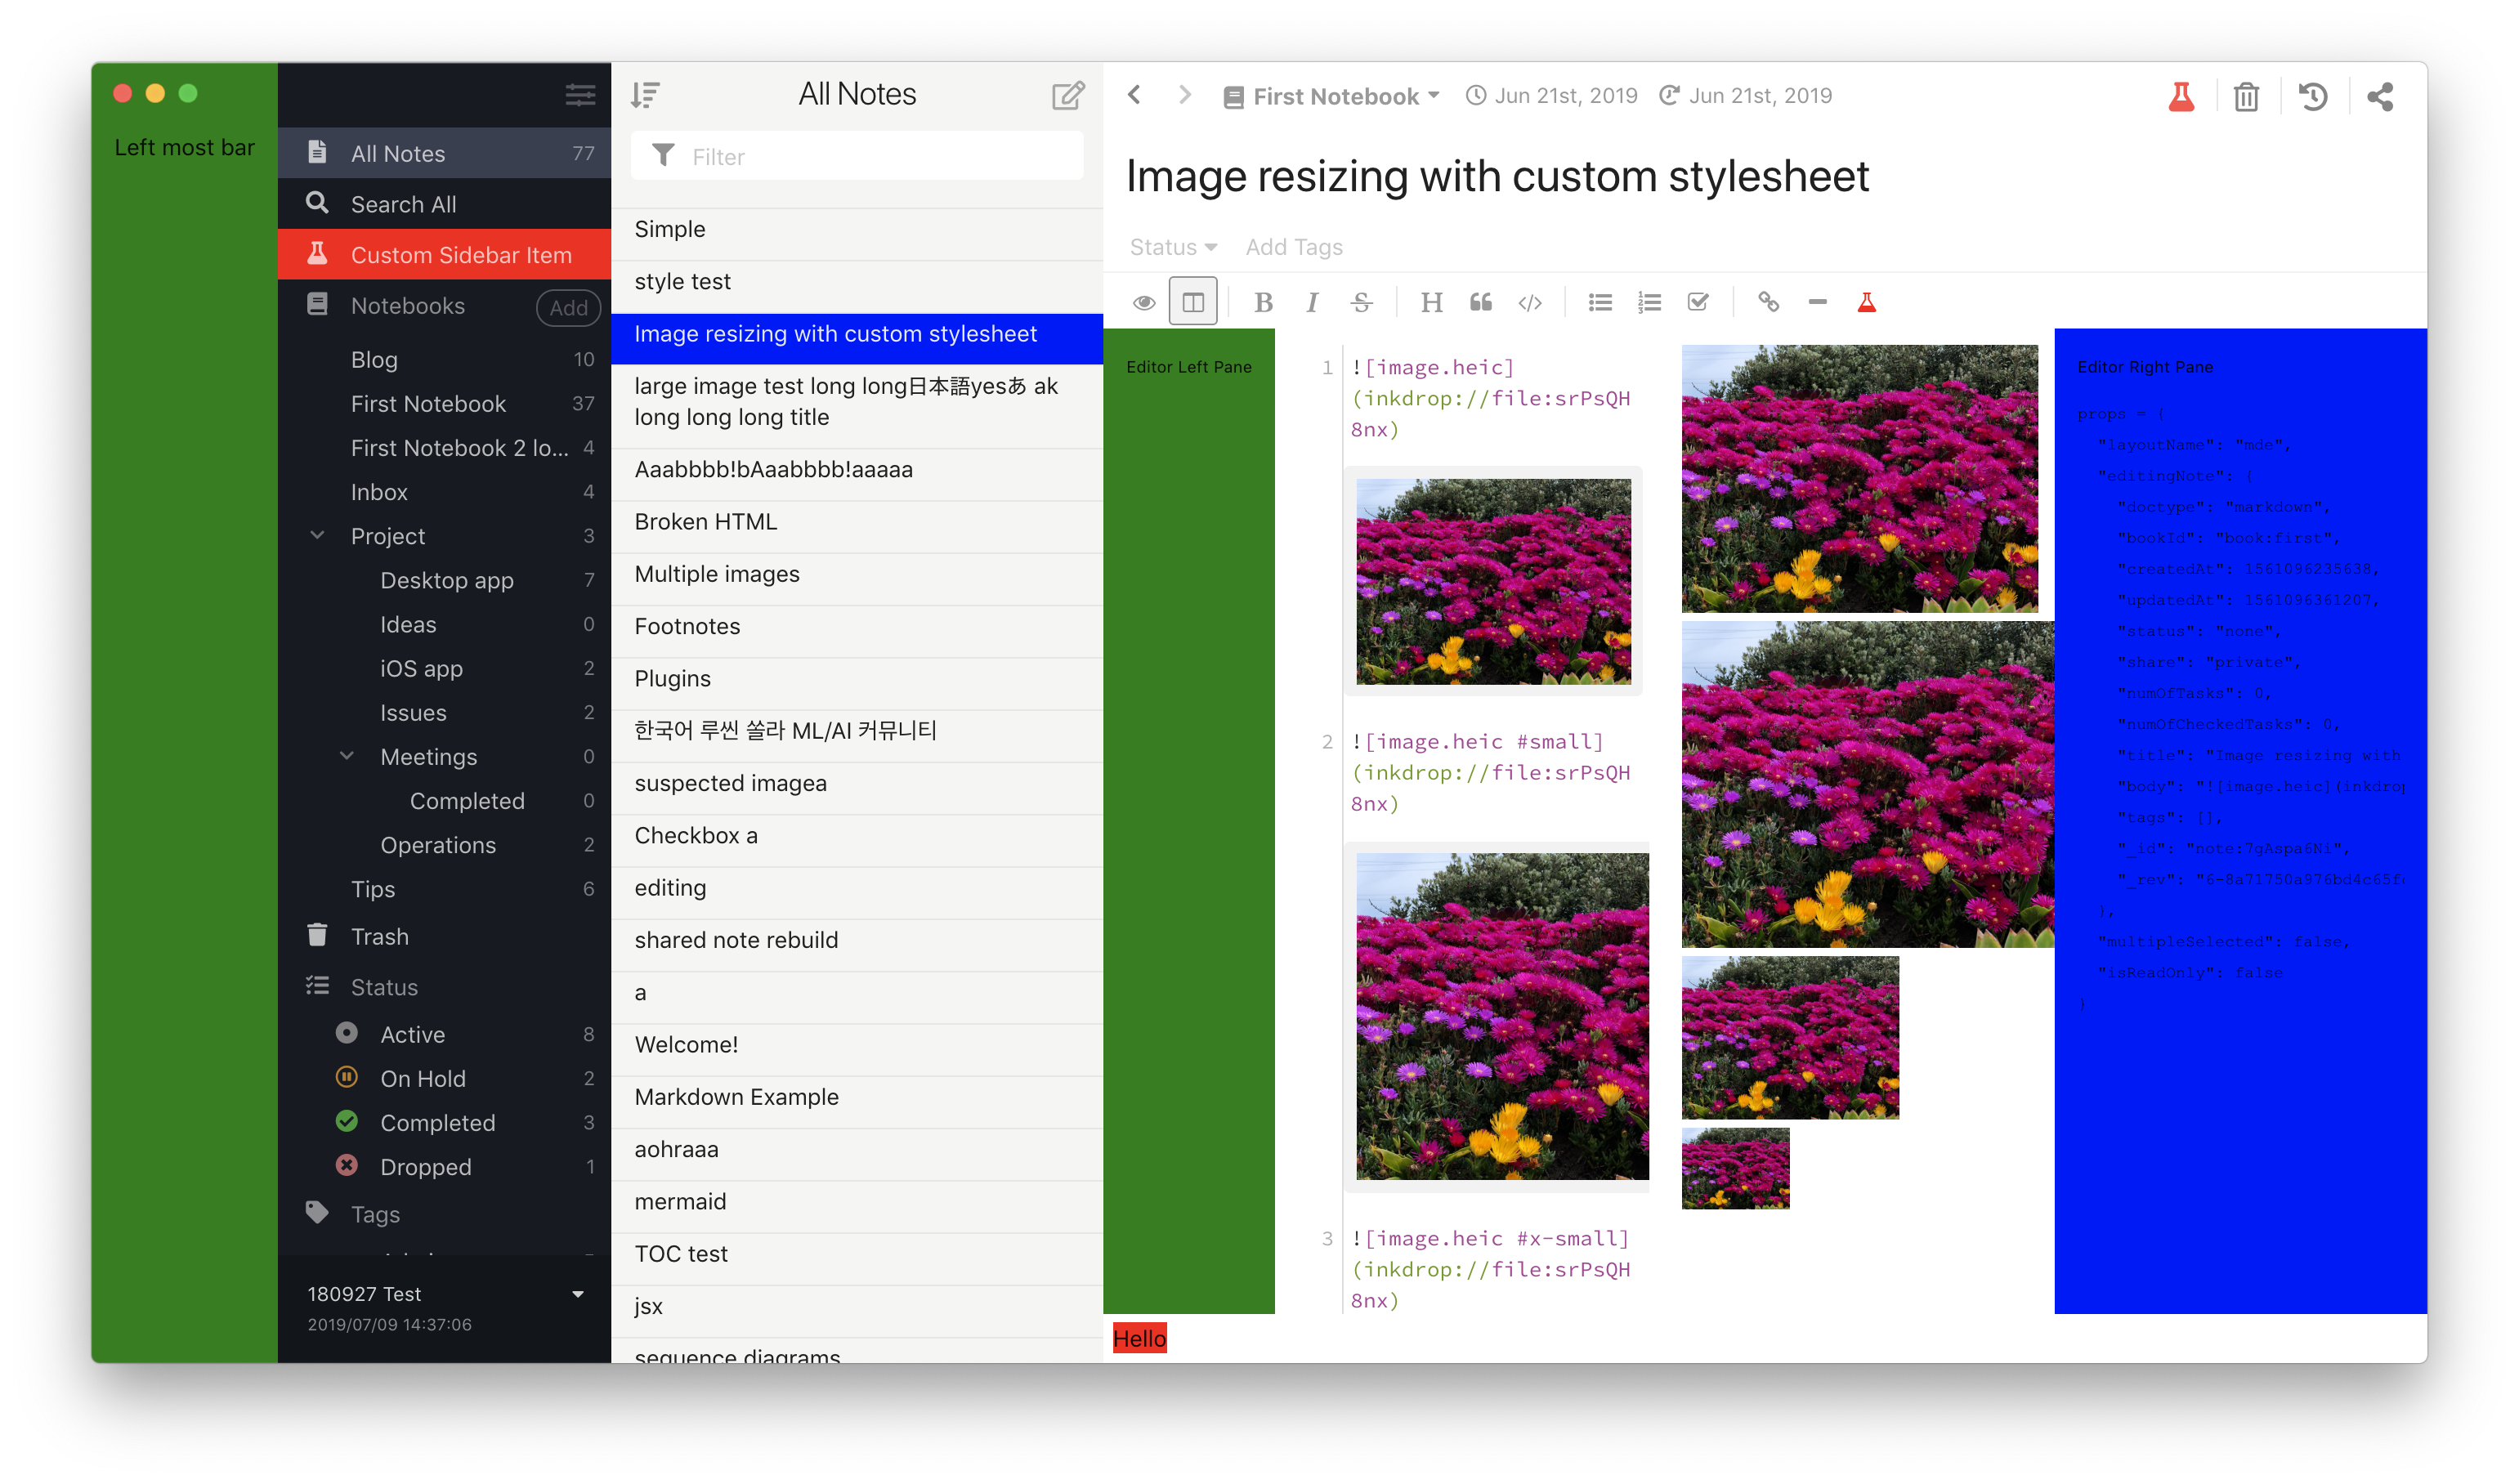 Left most bar
All Notes 77
Search All
Custom Sidebar Item
Notebooks Add
Blog 10
First Notebook 37
First Notebook 2 lo... 4
Inbox 4
Project 3
Desktop app 7
Ideas 0
iOS app 2
Issues 2
Meetings 0
Completed 0
Operations 2
Tips 6
Trash
Status
Active 8
On Hold 2
Completed 3
Dropped 1
Tags
180927 Test
2019/07/09 14:37:06
All Notes
Filter
Simple
style test
Image resizing with custom stylesheet
large image test long long日本語yesあ ak
long long long title
Aaabbbb!bAaabbbb!aaaaa
Broken HTML
Multiple images
Footnotes
Plugins
한국어 루씬 쏠라 ML/AI 커뮤니티
suspected imagea
Checkbox a
editing
shared note rebuild
a
Welcome!
Markdown Example
aohraaa
mermaid
TOC test
jsx
sequence diagrams
First Notebook Jun 21st, 2019 Jun 21st, 2019
Image resizing with custom stylesheet
Status Add Tags
B I S H </>
Editor Left Pane
1 ![image.heic]
(inkdrop://file:srPsQH
8nx)
2 ![image.heic #small]
(inkdrop://file:srPsQH
8nx)
3 ![image.heic #x-small]
(inkdrop://file:srPsQH
8nx)
Editor Right Pane
props = {
"layoutName": "mde",
"editingNote": {
"doctype": "markdown",
"bookId": "book:first",
"createdAt": 1561096235638,
"updatedAt": 1561096361207,
"status": "none",
"share": "private",
"numOfTasks": 0,
"numOfCheckedTasks": 0,
"title": "Image resizing with
"body": "![image.heic](inkdrop
"tags": [],
"_id": "note:7gAspa6Ni",
"_rev": "6-8a71750a976bd4c65f
},
"multipleSelected": false,
"isReadOnly": false
}
Hello